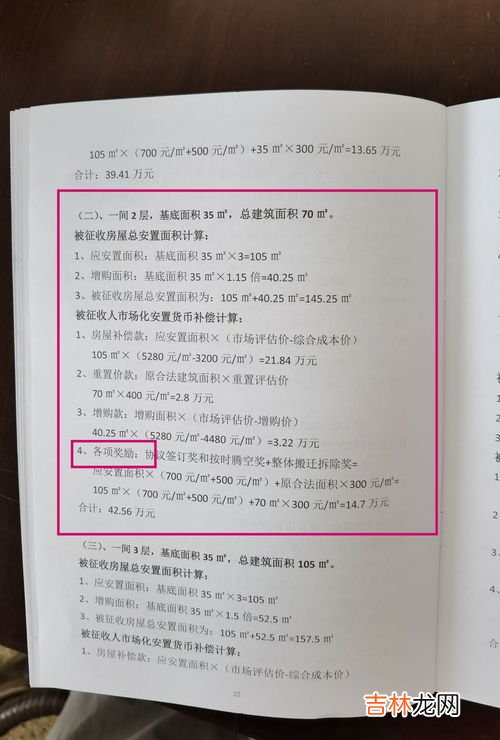 105 ㎡×（700 元/㎡+500 元/㎡）+35 ㎡×300 元/㎡=13.65 万元
合计：39.41 万元
（二）、一间 2 层，基底面积 35 ㎡，总建筑面积 70 ㎡。
被征收房屋总安置面积计算：
1、应安置面积：基底面积 35 ㎡×3=105 ㎡
2、增购面积：基底面积 35 ㎡×1.15 倍=40.25 ㎡
3、被征收房屋总安置面积为：105 ㎡+40.25 ㎡=145.25 ㎡
被征收人市场化安置货币补偿计算：
1、房屋补偿款：应安置面积×（市场评估价-综合成本价）
105 ㎡×（5280 元/㎡-3200 元/㎡）=21.84 万元
2、重置价款：原合法建筑面积×重置评估价
70 ㎡×400 元/㎡=2.8 万元
3、增购款：增购面积×（市场评估价-增购价）
40.25 ㎡×（5280 元/㎡-4480 元/㎡）=3.22 万元
4、各项奖励：协议签订奖和按时腾空奖+整体搬迁拆除奖=
应安置面积×（700 元/㎡+500 元/㎡）+原合法面积×300 元/㎡=
105 ㎡×（700 元/㎡+500 元/㎡）+70 ㎡×300 元/㎡=14.7 万元
合计：42.56 万元
（三）、一间 3 层，基底面积 35 ㎡，总建筑面积 105 ㎡。
被征收房屋总安置面积计算：
1、应安置面积：基底面积 35 ㎡×3=105 ㎡
2、增购面积：基底面积 35 ㎡×1.5 倍=52.5 ㎡
3、被征收房屋总安置面积为：105 ㎡+52.5 ㎡=157.5 ㎡
被征收人市场化安置货币补偿计算：
1、房屋补偿款：应安置面积×（市场评估价-综合成本价）
22
合
吉林龙网